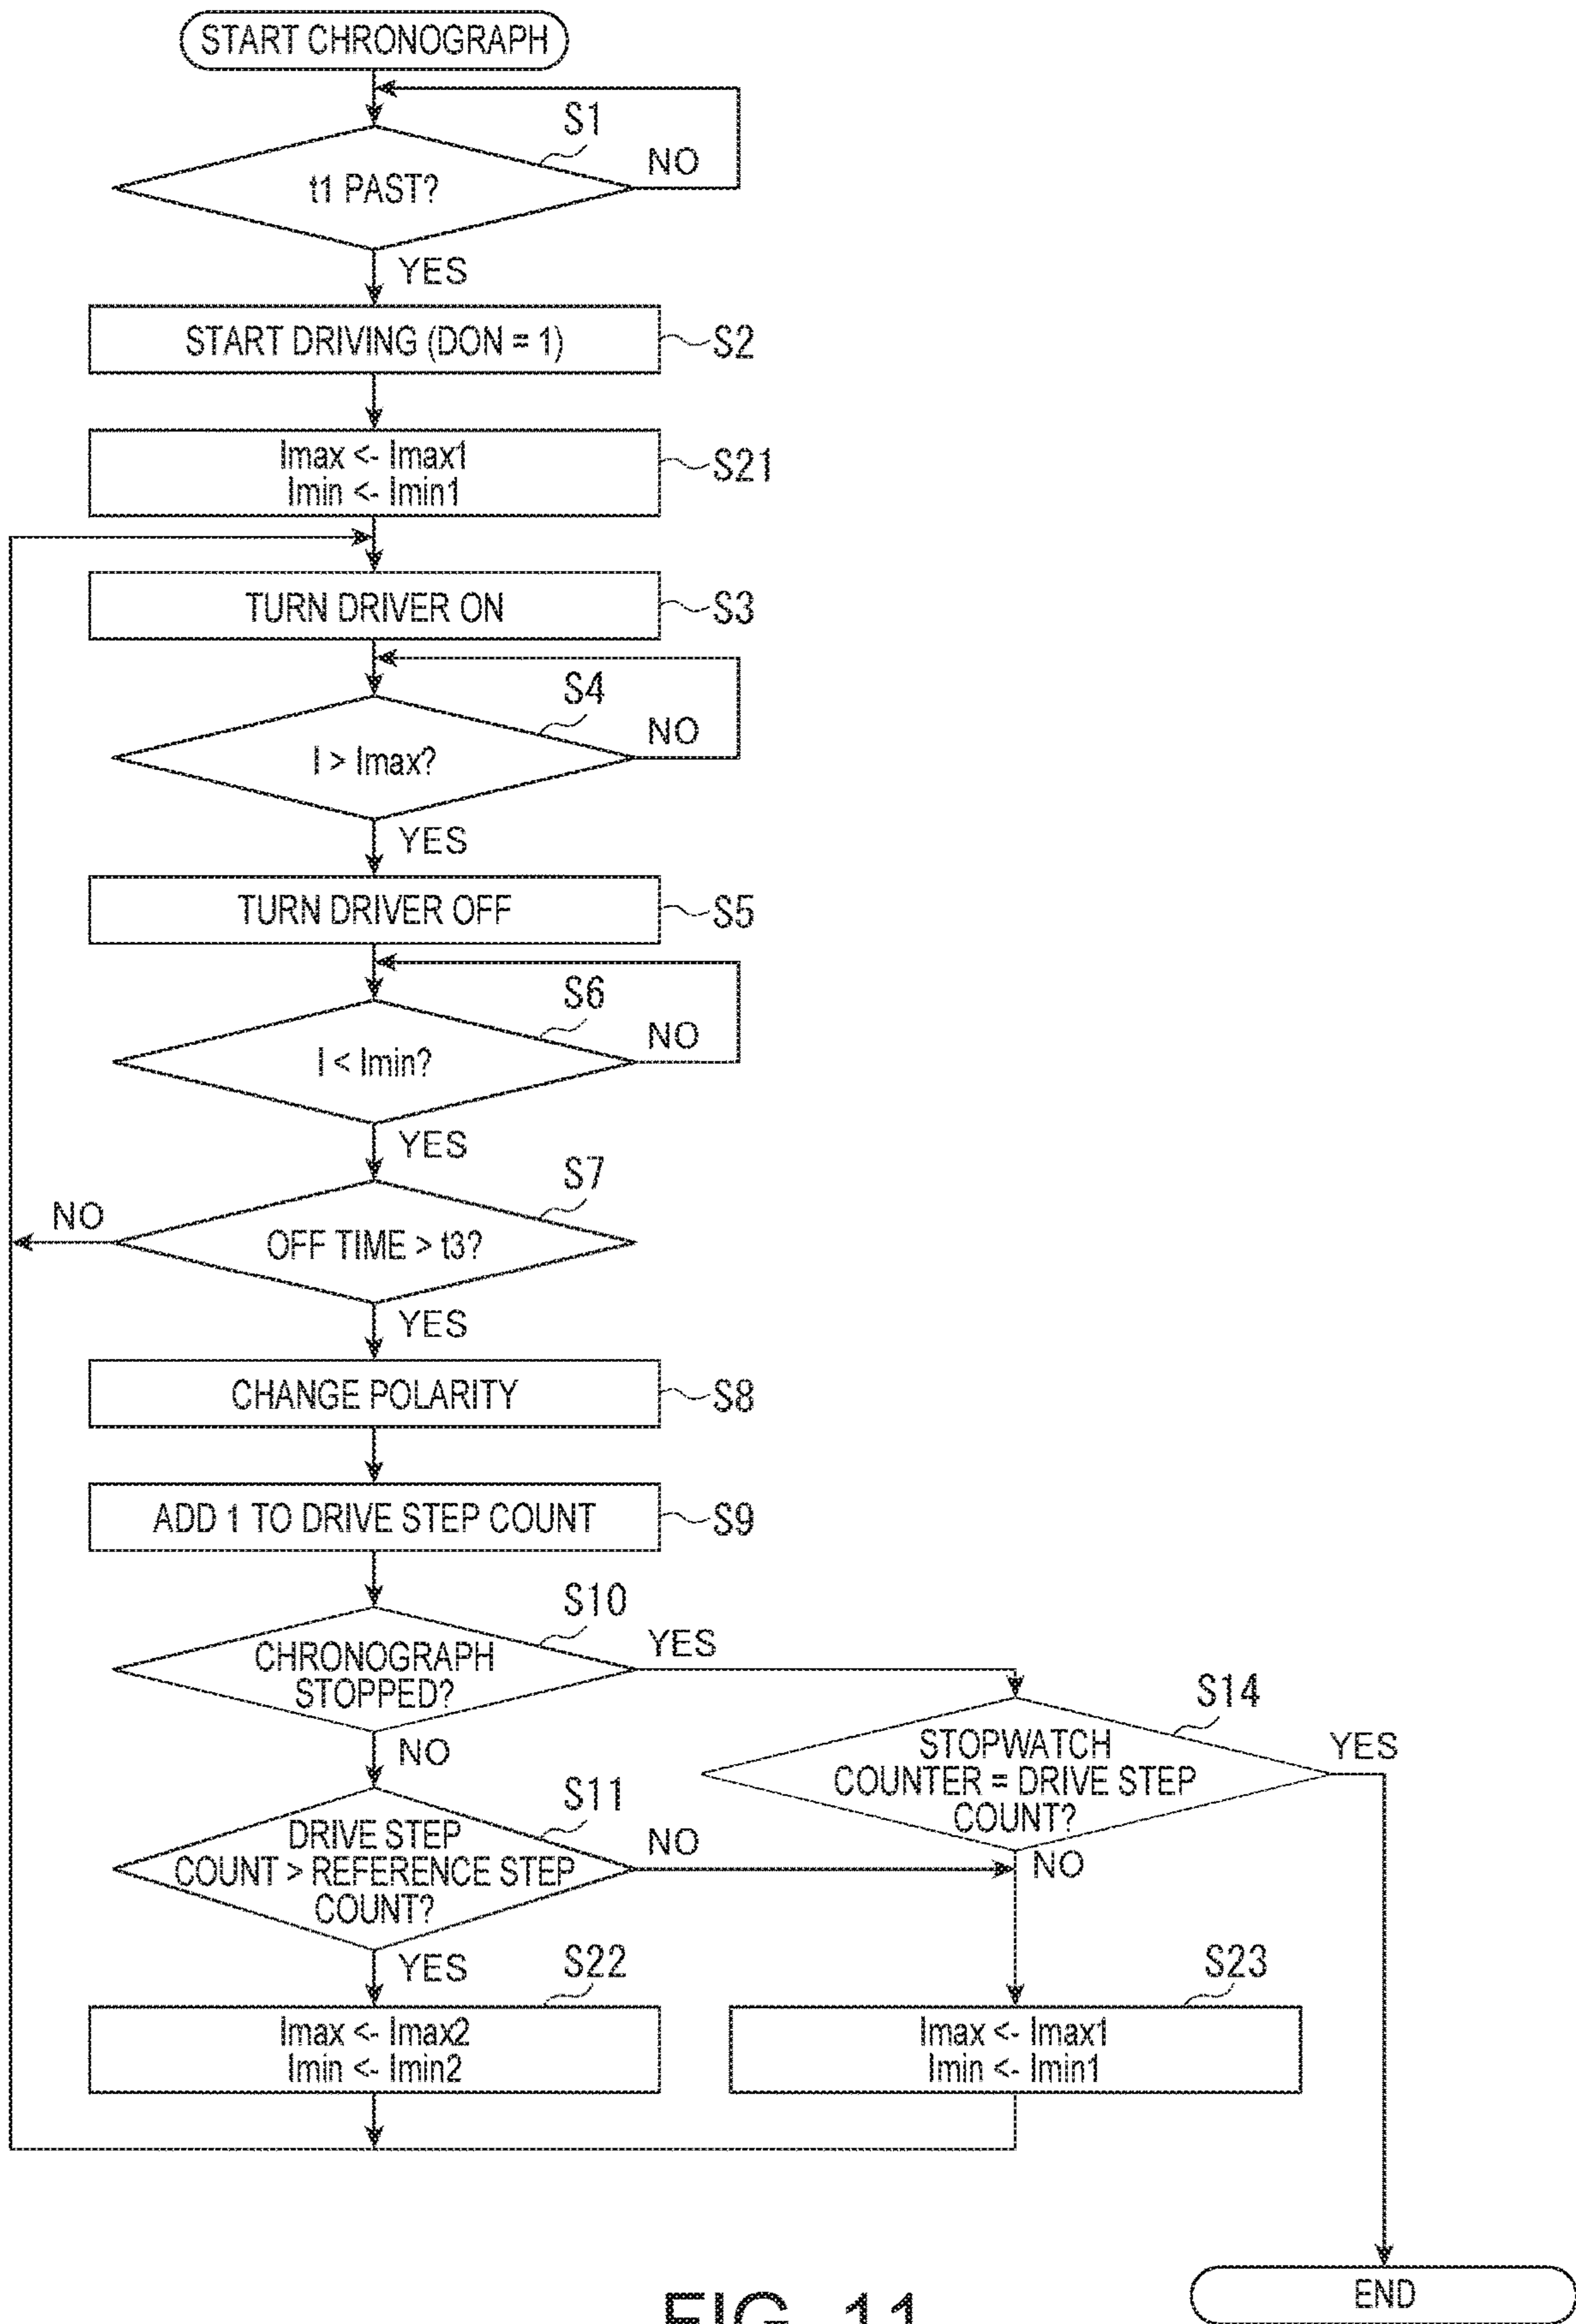 START CHRONOGRAPH
S1
NO
t1 PAST?
YES
START DRIVING (DON = 1)
S2
Imax <- Imax1
Imin <- Imin1
S21
TURN DRIVER ON
S3
S4
NO
I > Imax?
YES
TURN DRIVER OFF
S5
S6
NO
I < Imin?
YES
S7
NO
OFF TIME > t3?
YES
CHANGE POLARITY
S8
ADD 1 TO DRIVE STEP COUNT
S9
S10
YES
CHRONOGRAPH
STOPPED?
NO
S14
YES
STOPWATCH
COUNTER = DRIVE STEP
COUNT?
NO
S11
NO
DRIVE STEP
COUNT > REFERENCE STEP
COUNT?
YES
S22
Imax <- Imax2
Imin <- Imin2
S23
Imax <- Imax1
Imin <- Imin1
END
FIG. 11